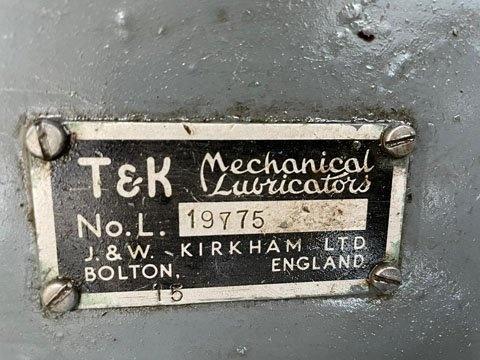 T&K Mechanical Lubricators
No. L. 19775
J. & W. KIRKHAM LTD
BOLTON, ENGLAND
15